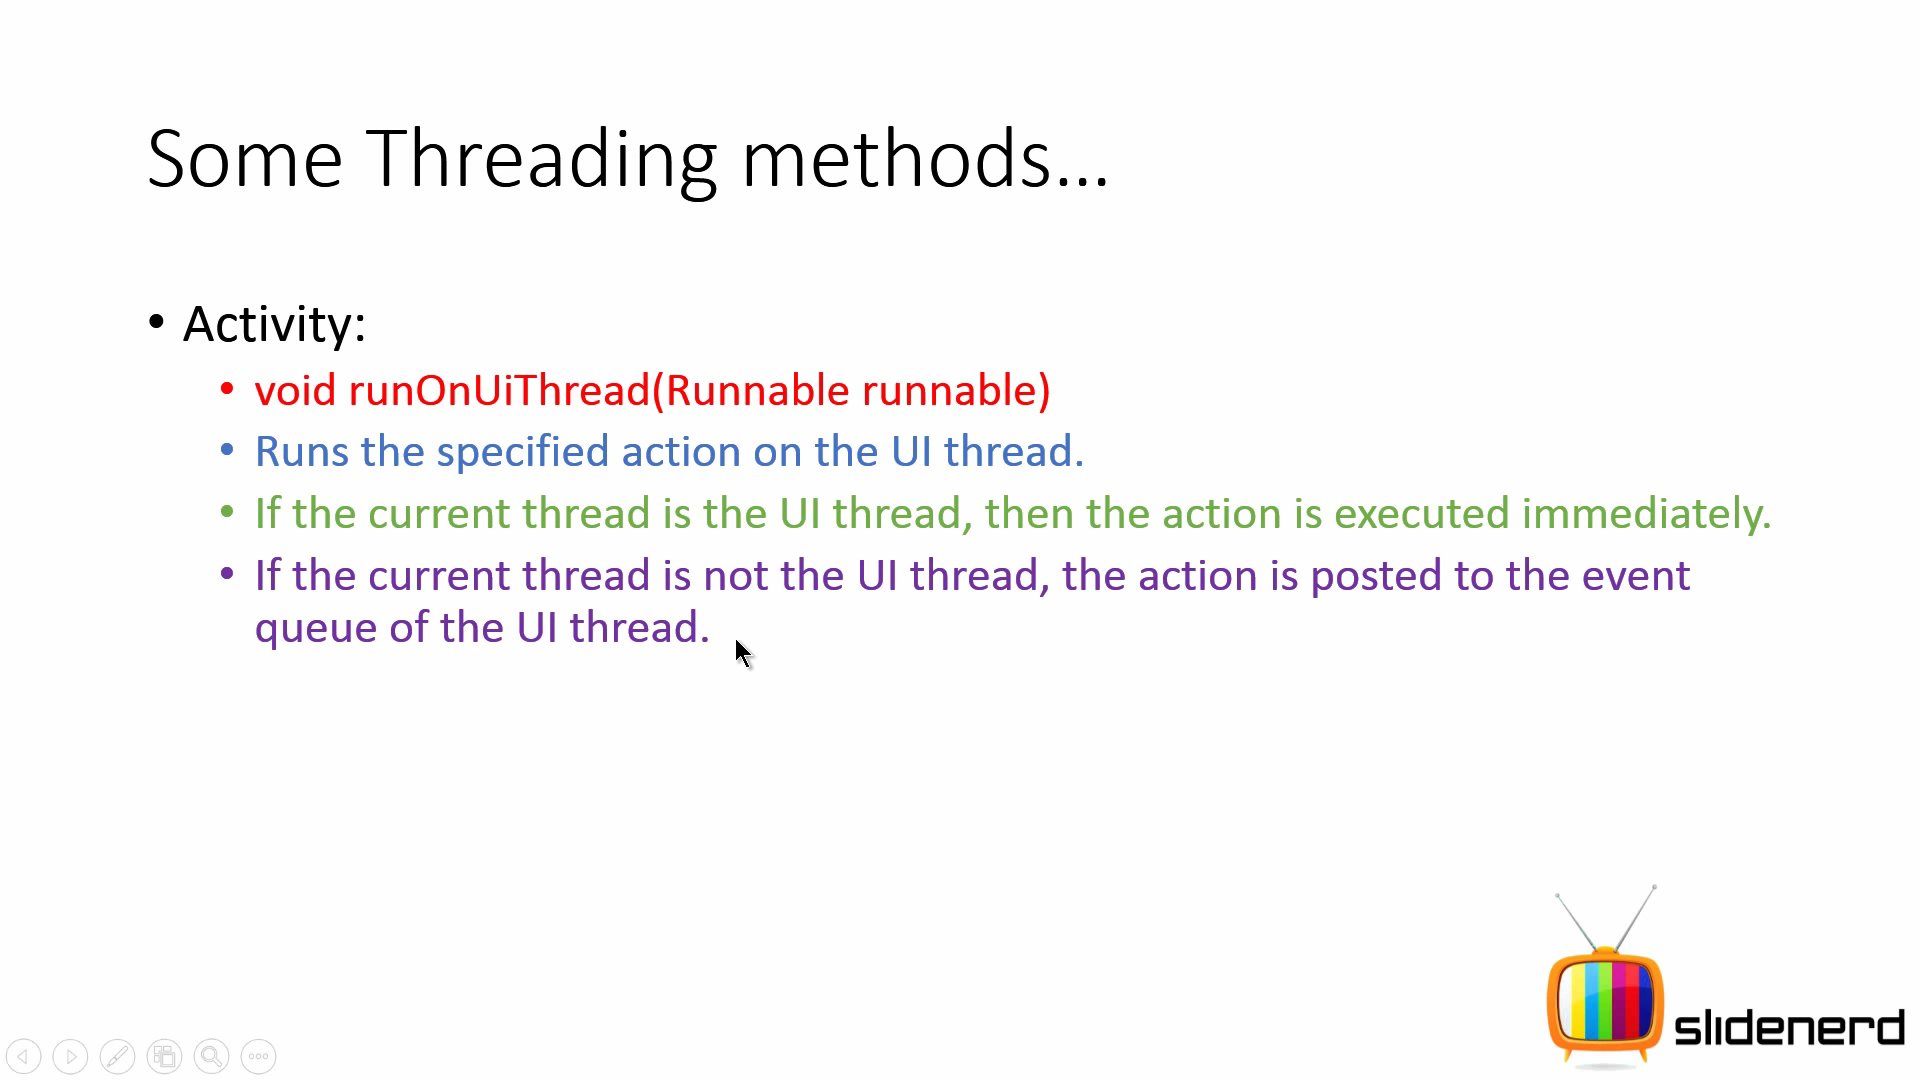 Some Threading methods...
• Activity:
• void runOnUiThread(Runnable runnable)
• Runs the specified action on the UI thread.
• If the current thread is the UI thread, then the action is executed immediately.
• If the current thread is not the UI thread, the action is posted to the event
queue of the UI thread.
slidenerd